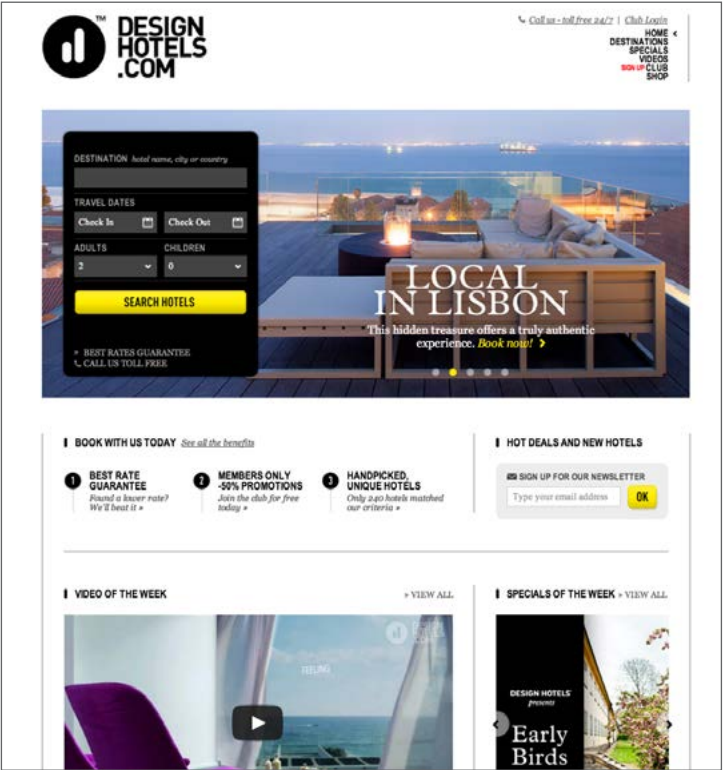 DESIGN
HOTELS
.COM
TM
Call us - toll free 24/7 | Club Login
HOME
DESTINATIONS
SPECIALS
VIDEOS
SIGN UP CLUB
SHOP
DESTINATION hotel name, city or country
TRAVEL DATES
Check In Check Out
ADULTS CHILDREN
2 0
SEARCH HOTELS
» BEST RATES GUARANTEE
CALL US TOLL FREE
LOCAL
IN LISBON
This hidden treasure offers a truly authentic
experience. Book now!
BOOK WITH US TODAY See all the benefits
1 BEST RATE
GUARANTEE
Found a lower rate?
We'll beat it »
2 MEMBERS ONLY
-50% PROMOTIONS
Join the club for free
today »
3 HANDPICKED,
UNIQUE HOTELS
Only 240 hotels matched
our criteria »
HOT DEALS AND NEW HOTELS
SIGN UP FOR OUR NEWSLETTER
Type your email address OK
VIDEO OF THE WEEK » VIEW ALL
FEELING
SPECIALS OF THE WEEK » VIEW ALL
DESIGN HOTELS™
presents
Early
Birds